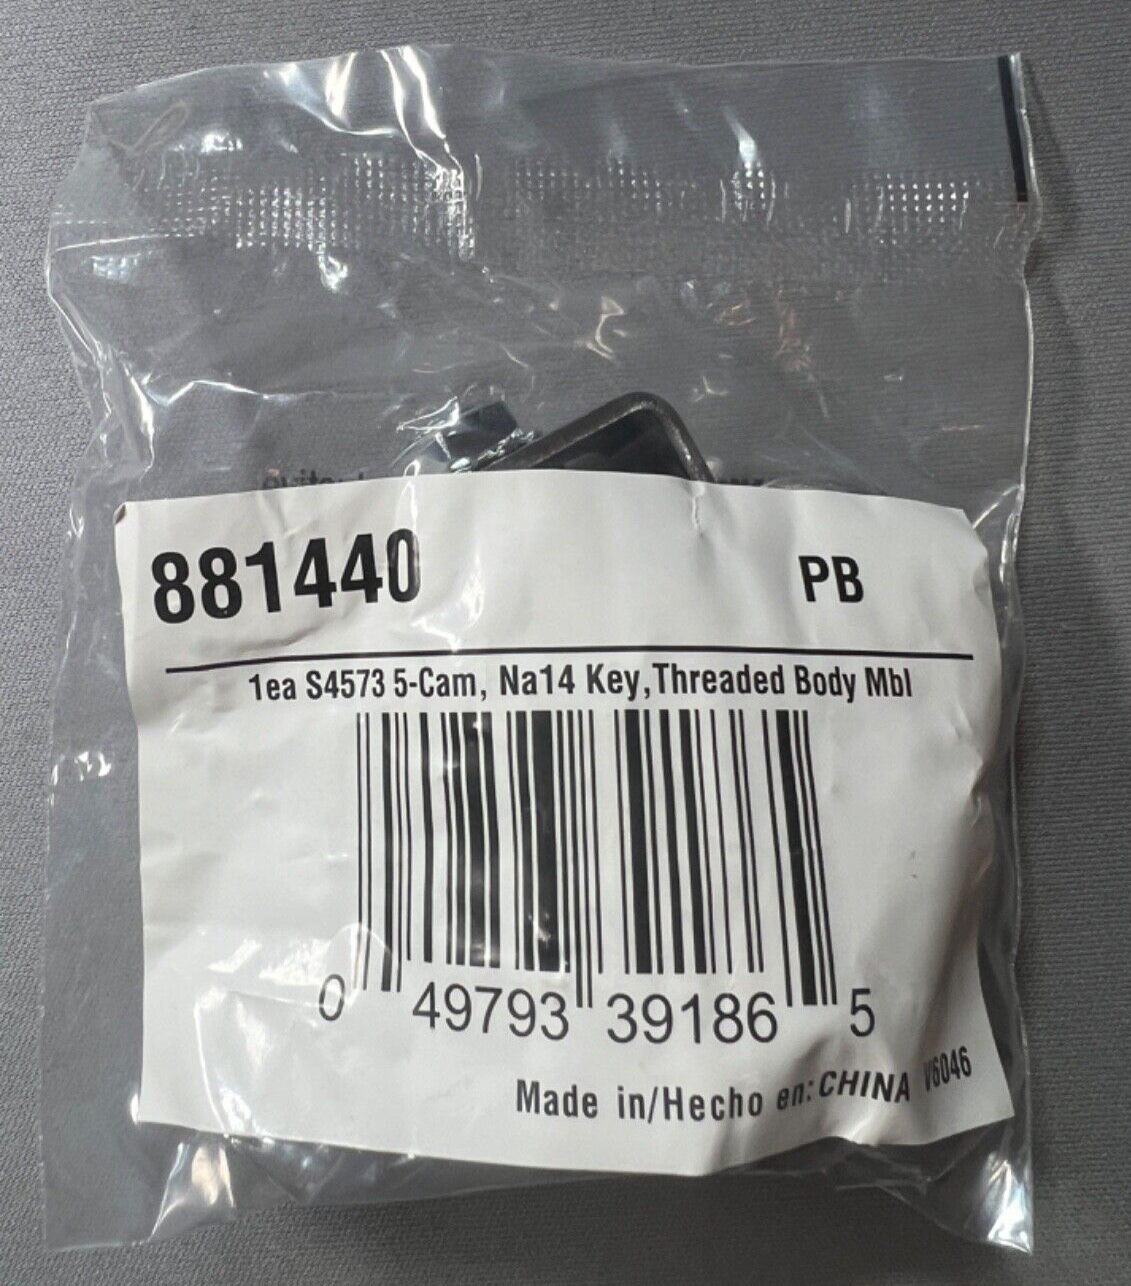 881440 PB
1ea S4573 5-Cam, Na14 Key,Threaded Body Mbl
0 49793 39186 5
Made in/Hecho en: CHINA V6046